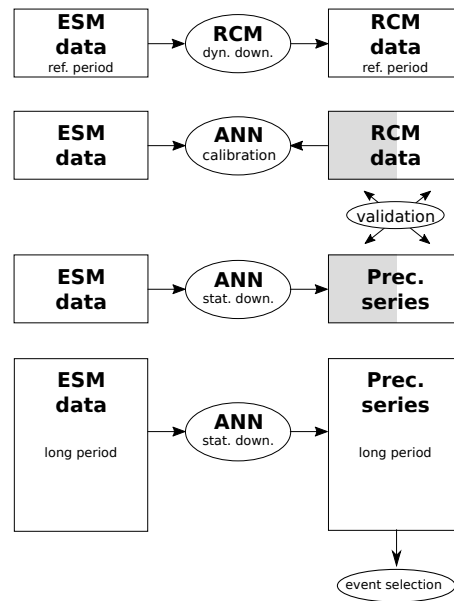 ESM
data
ref. period
RCM
dyn. down.
RCM
data
ref. period
ESM
data
ANN
calibration
RCM
data
validation
ESM
data
ANN
stat. down.
Prec.
series
ESM
data
long period
ANN
stat. down.
Prec.
series
long period
event selection